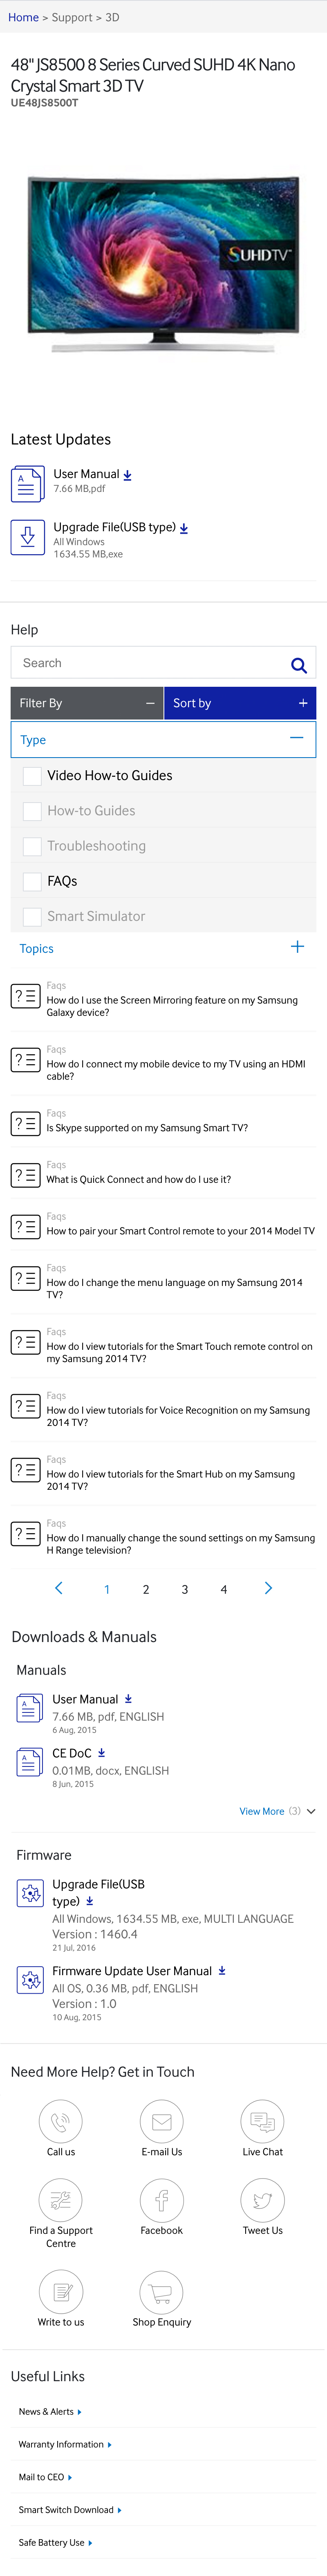 Home > Support > 3D
48" JS8500 8 Series Curved SUHD 4K Nano
Crystal Smart 3D TV
UE48JS8500T
SUHDTV™
Latest Updates
User Manual
7.66 MB,pdf
Upgrade File(USB type)
All Windows
1634.55 MB,exe
Help
Search
Filter By –
Sort by +
Type
Video How-to Guides
How-to Guides
Troubleshooting
FAQs
Smart Simulator
Topics
Faqs
How do I use the Screen Mirroring feature on my Samsung
Galaxy device?
Faqs
How do I connect my mobile device to my TV using an HDMI
cable?
Faqs
Is Skype supported on my Samsung Smart TV?
Faqs
What is Quick Connect and how do I use it?
Faqs
How to pair your Smart Control remote to your 2014 Model TV
Faqs
How do I change the menu language on my Samsung 2014
TV?
Faqs
How do I view tutorials for the Smart Touch remote control on
my Samsung 2014 TV?
Faqs
How do I view tutorials for Voice Recognition on my Samsung
2014 TV?
Faqs
How do I view tutorials for the Smart Hub on my Samsung
2014 TV?
Faqs
How do I manually change the sound settings on my Samsung
H Range television?
1 2 3 4
Downloads & Manuals
Manuals
User Manual
7.66 MB, pdf, ENGLISH
6 Aug, 2015
CE DoC
0.01MB, docx, ENGLISH
8 Jun, 2015
View More (3)
Firmware
Upgrade File(USB
type)
All Windows, 1634.55 MB, exe, MULTI LANGUAGE
Version : 1460.4
21 Jul, 2016
Firmware Update User Manual
All OS, 0.36 MB, pdf, ENGLISH
Version : 1.0
10 Aug, 2015
Need More Help? Get in Touch
Call us
E-mail Us
Live Chat
Find a Support
Centre
Facebook
Tweet Us
Write to us
Shop Enquiry
Useful Links
News & Alerts
Warranty Information
Mail to CEO
Smart Switch Download
Safe Battery Use